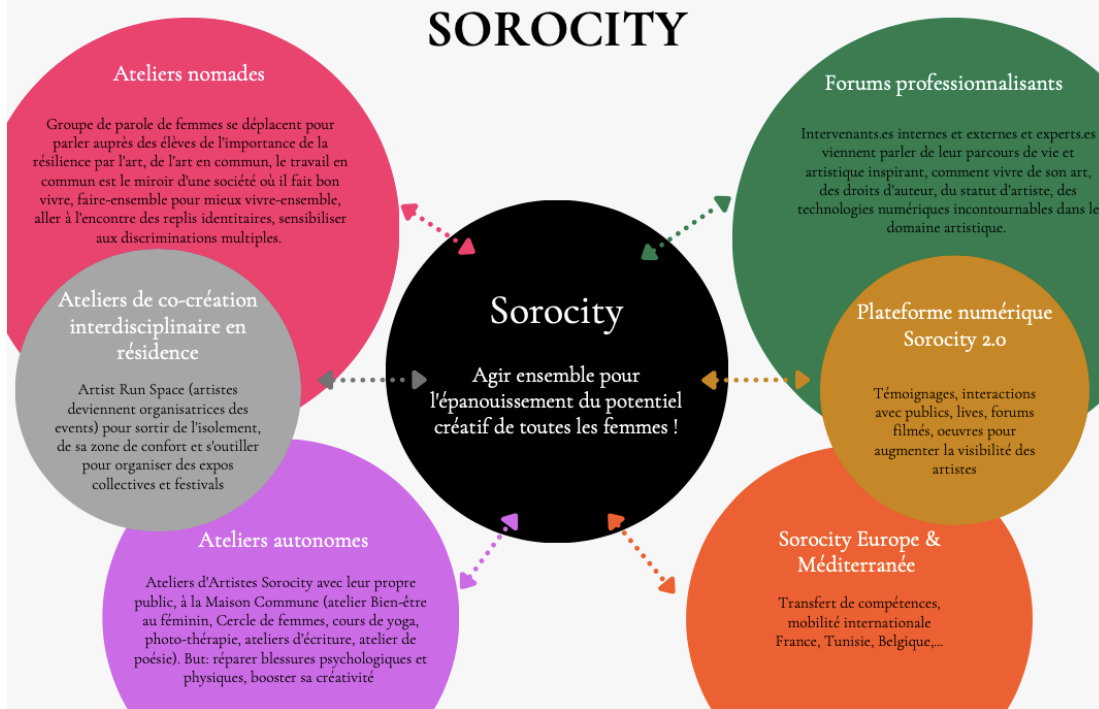 SOROCITY
Ateliers nomades
Groupe de parole de femmes se déplacent pour
parler auprès des élèves de l'importance de la
résilience par l'art, de l'art en commun, le travail en
commun est le miroir d'une société où il fait bon
vivre, faire-ensemble pour mieux vivre-ensemble,
aller à l'encontre des replis identitaires, sensibiliser
aux discriminations multiples.
Forums professionnalisants
Intervenants.es internes et externes et experts.es
viennent parler de leur parcours de vie et
artistique inspirant, comment vivre de son art,
des droits d'auteur, du statut d'artiste, des
technologies numériques incontournables dans le
domaine artistique.
Ateliers de co-création
interdisciplinaire en
résidence
Artist Run Space (artistes
deviennent organisatrices des
events) pour sortir de l'isolement,
de sa zone de confort et s'outiller
pour organiser des expos
collectives et festivals
Sorocity
Agir ensemble pour
l'épanouissement du potentiel
créatif de toutes les femmes !
Plateforme numérique
Sorocity 2.0
Témoignages, interactions
avec publics, lives, forums
filmés, oeuvres pour
augmenter la visibilité des
artistes
Ateliers autonomes
Ateliers d'Artistes Sorocity avec leur propre
public, à la Maison Commune (atelier Bien-être
au féminin, Cercle de femmes, cours de yoga,
photo-thérapie, ateliers d'écriture, atelier de
poésie). But: réparer blessures psychologiques et
physiques, booster sa créativité
Sorocity Europe &
Méditerranée
Transfert de compétences,
mobilité internationale
France, Tunisie, Belgique,...